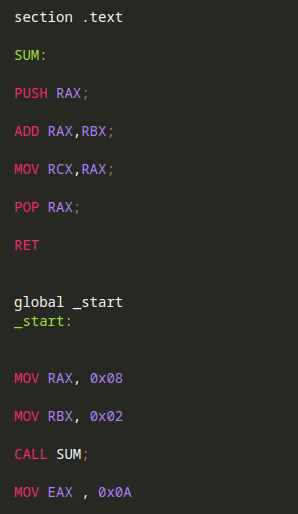 section .text
SUM:
PUSH RAX;
ADD RAX,RBX;
MOV RCX,RAX;
POP RAX;
RET
global _start
_start:
MOV RAX, 0x08
MOV RBX, 0x02
CALL SUM;
MOV EAX , 0x0A